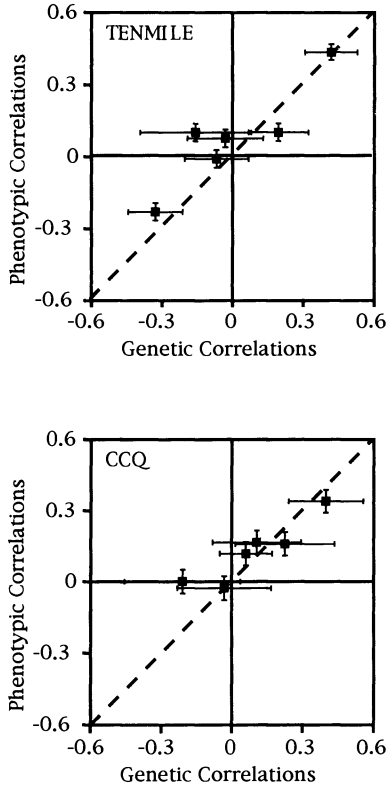 TENMILE
Phenotypic Correlations
0.6
0.3
0
-0.3
-0.6
-0.6 -0.3 0 0.3 0.6
Genetic Correlations
CCQ
Phenotypic Correlations
0.6
0.3
0
-0.3
-0.6
-0.6 -0.3 0 0.3 0.6
Genetic Correlations